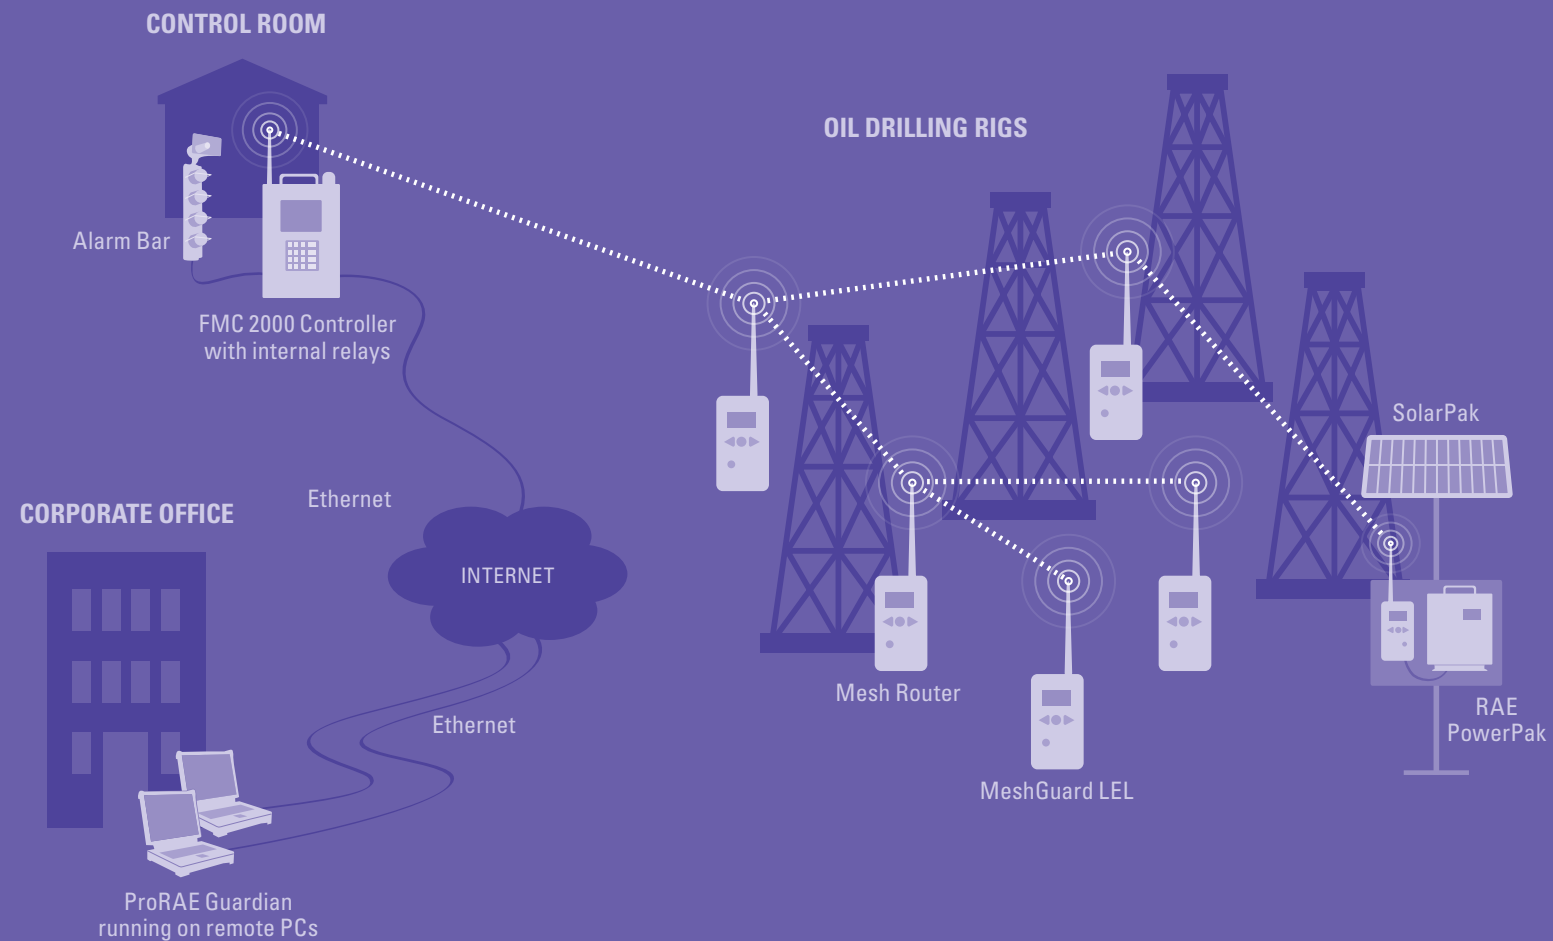 CONTROL ROOM
OIL DRILLING RIGS
Alarm Bar
FMC 2000 Controller
with internal relays
SolarPak
Ethernet
CORPORATE OFFICE
INTERNET
Mesh Router
RAE
PowerPak
Ethernet
MeshGuard LEL
ProRAE Guardian
running on remote PCs